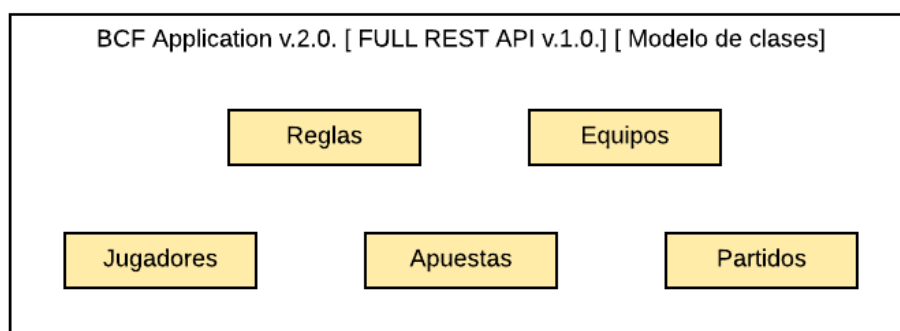 BCF Application v.2.0. [ FULL REST API v.1.0.] [ Modelo de clases]
Reglas
Equipos
Jugadores
Apuestas
Partidos